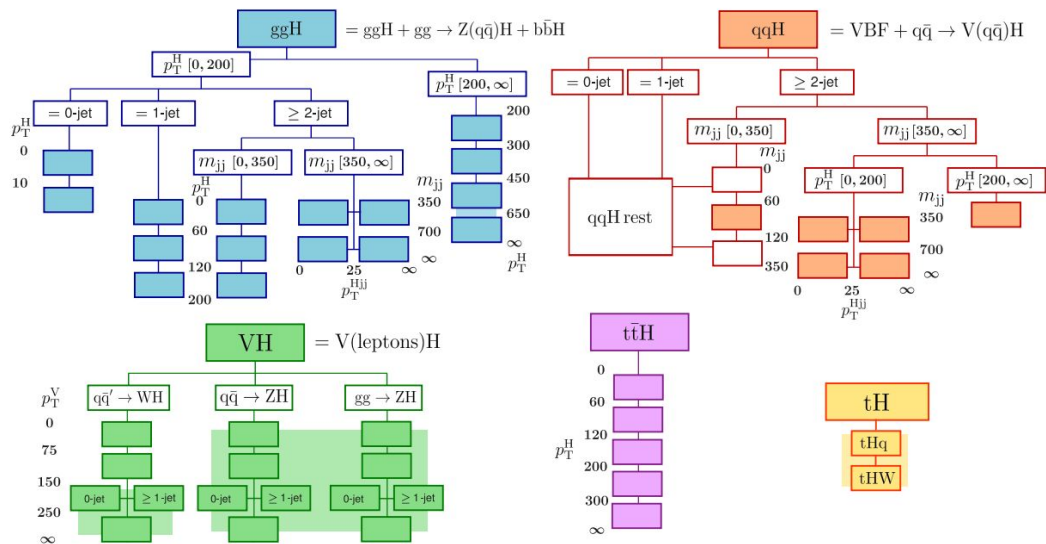 ggH = ggH + gg → Z(qq̄)H + bb̄H
p_T^H [0, 200]
p_T^H [200, ∞]
= 0-jet
= 1-jet
≥ 2-jet
m_jj [0, 350]
m_jj [350, ∞]
p_T^H
0
10
p_T^H
0
60
120
200
m_jj
350
700
∞
0
25
∞
p_T^Hjj
200
300
450
650
∞
p_T^H
qqH = VBF + qq̄ → V(qq̄)H
= 0-jet
= 1-jet
≥ 2-jet
m_jj [0, 350]
m_jj [350, ∞]
m_jj
0
60
120
350
qqH rest
p_T^H [0, 200]
p_T^H [200, ∞]
m_jj
350
700
∞
0
25
∞
p_T^Hjj
VH = V(leptons)H
p_T^V
qq̄′ → WH
qq̄ → ZH
gg → ZH
0
75
150
250
∞
0-jet
≥ 1-jet
0-jet
≥ 1-jet
0-jet
≥ 1-jet
tt̄H
0
60
120
p_T^H
200
300
∞
tH
tHq
tHW